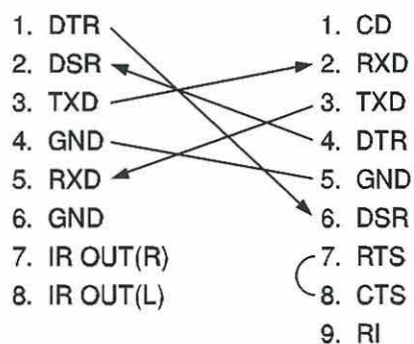 1. DTR
2. DSR
3. TXD
4. GND
5. RXD
6. GND
7. IR OUT(R)
8. IR OUT(L)
1. CD
2. RXD
3. TXD
4. DTR
5. GND
6. DSR
7. RTS
8. CTS
9. RI